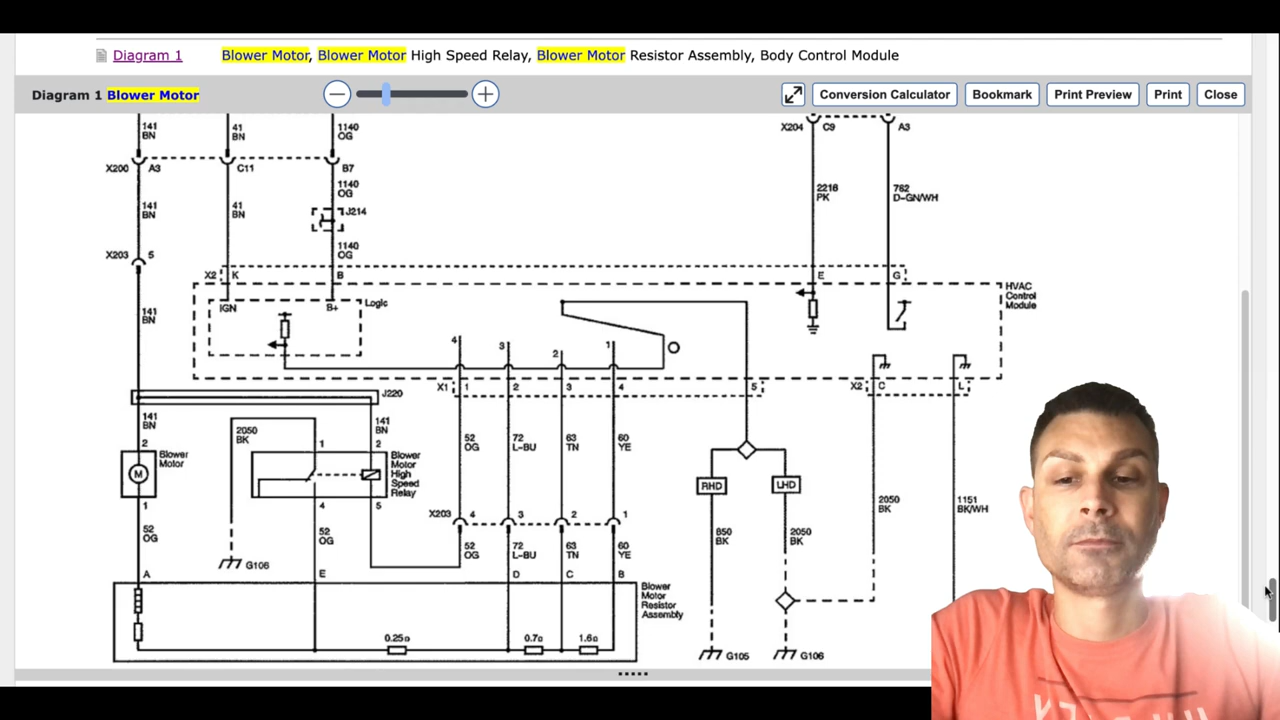 Diagram 1 Blower Motor, Blower Motor High Speed Relay, Blower Motor Resistor Assembly, Body Control Module
Diagram 1 Blower Motor
Conversion Calculator Bookmark Print Preview Print Close
141 BN
41 BN
1140 OG
X204 C9 A3
X200 A3 C11 B7
1140 OG
2218 PK
762 D-GN/WH
141 BN
41 BN
J214
X203 5
1140 OG
X2 K B E G
HVAC Control Module
IGN B+ Logic
141 BN
4 3 2 1
X1 1 2 3 4 5 X2 C L
J220
141 BN
2050 BK
141 BN
52 OG
72 L-BU
63 TN
60 YE
2
Blower Motor
M
1 2
Blower Motor High Speed Relay
RHD LHD
1
4 5
X203 4 3 2 1
2050 BK
1151 BK/WH
52 OG
52 OG
52 OG
72 L-BU
63 TN
60 YE
850 BK
2050 BK
G106
A E D C B
Blower Motor Resistor Assembly
0.25Ω 0.7Ω 1.6Ω
G105 G106